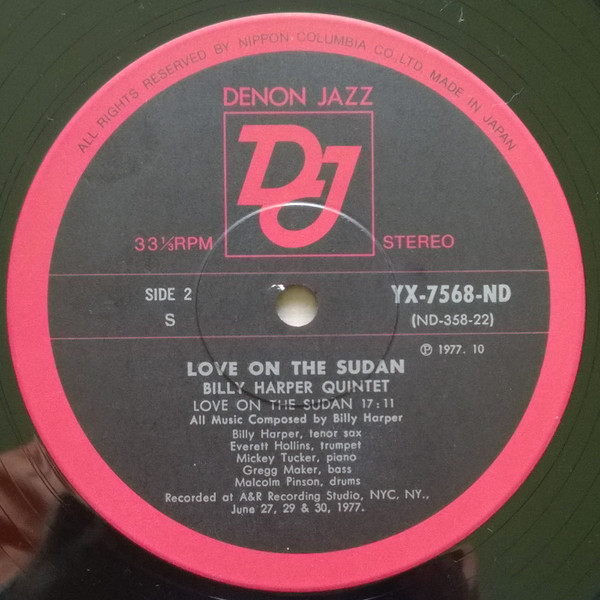 ALL RIGHTS RESERVED BY NIPPON COLUMBIA CO., LTD. MADE IN JAPAN
DENON JAZZ
DJ
33⅓RPM
STEREO
SIDE 2
YX-7568-ND
S
(ND-358-22)
Ⓟ 1977. 10
LOVE ON THE SUDAN
BILLY HARPER QUINTET
LOVE ON THE SUDAN 17:11
All Music Composed by Billy Harper
Billy Harper, tenor sax
Everett Hollins, trumpet
Mickey Tucker, piano
Gregg Maker, bass
Malcolm Pinson, drums
Recorded at A&R Recording Studio, NYC, NY.,
June 27, 29 & 30, 1977.